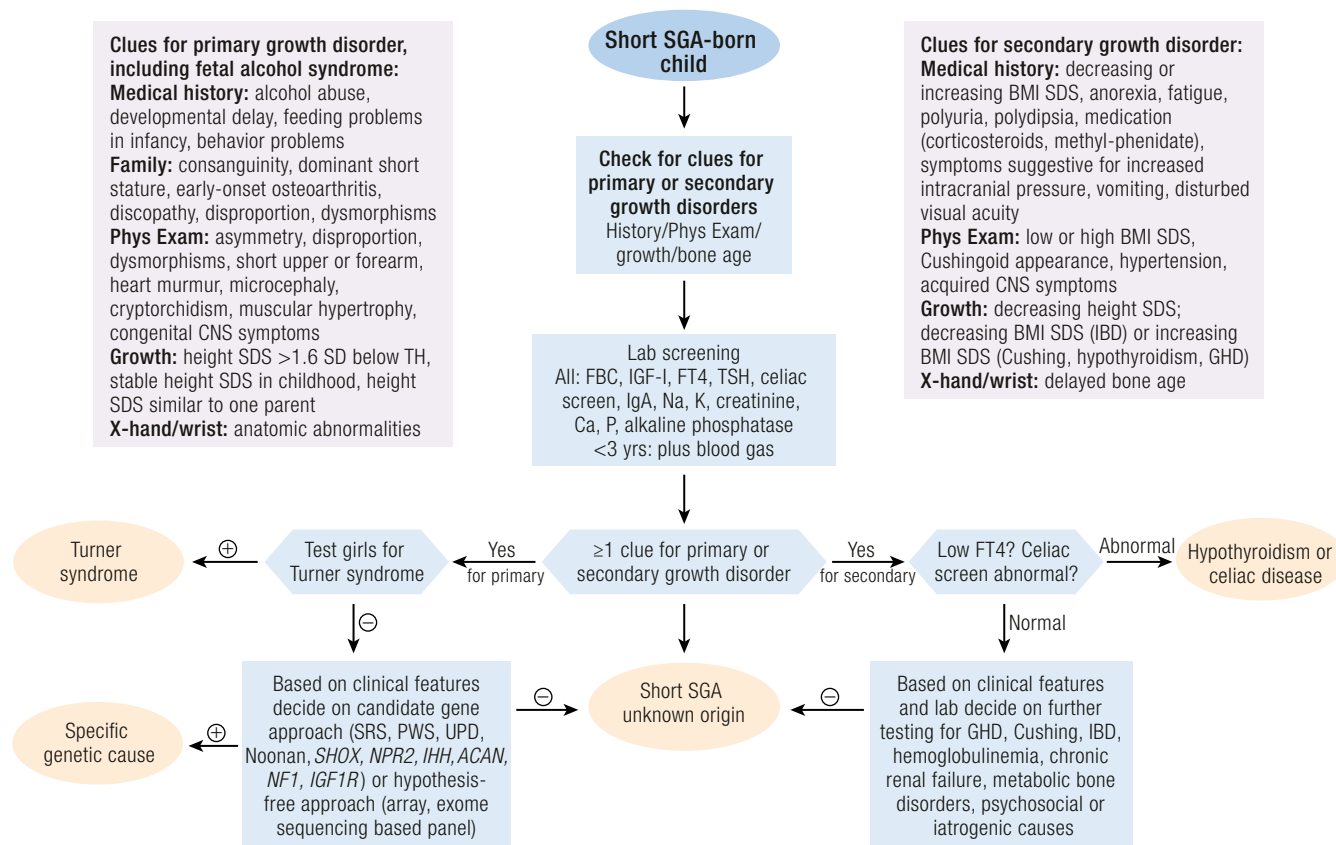 Clues for primary growth disorder,
including fetal alcohol syndrome:
Medical history: alcohol abuse,
developmental delay, feeding problems
in infancy, behavior problems
Family: consanguinity, dominant short
stature, early-onset osteoarthritis,
discopathy, disproportion, dysmorphisms
Phys Exam: asymmetry, disproportion,
dysmorphisms, short upper or forearm,
heart murmur, microcephaly,
cryptorchidism, muscular hypertrophy,
congenital CNS symptoms
Growth: height SDS >1.6 SD below TH,
stable height SDS in childhood, height
SDS similar to one parent
X-hand/wrist: anatomic abnormalities
Short SGA-born
child
Check for clues for
primary or secondary
growth disorders
History/Phys Exam/
growth/bone age
Lab screening
All: FBC, IGF-I, FT4, TSH, celiac
screen, IgA, Na, K, creatinine,
Ca, P, alkaline phosphatase
<3 yrs: plus blood gas
Clues for secondary growth disorder:
Medical history: decreasing or
increasing BMI SDS, anorexia, fatigue,
polyuria, polydipsia, medication
(corticosteroids, methyl-phenidate),
symptoms suggestive for increased
intracranial pressure, vomiting, disturbed
visual acuity
Phys Exam: low or high BMI SDS,
Cushingoid appearance, hypertension,
acquired CNS symptoms
Growth: decreasing height SDS;
decreasing BMI SDS (IBD) or increasing
BMI SDS (Cushing, hypothyroidism, GHD)
X-hand/wrist: delayed bone age
Turner
syndrome
⊕
Test girls for
Turner syndrome
Yes
for primary
≥1 clue for primary or
secondary growth disorder
Yes
for secondary
Low FT4? Celiac
screen abnormal?
Abnormal
Hypothyroidism or
celiac disease
⊖
Normal
Specific
genetic cause
⊕
Based on clinical features
decide on candidate gene
approach (SRS, PWS, UPD,
Noonan, SHOX, NPR2, IHH, ACAN,
NF1, IGF1R) or hypothesis-
free approach (array, exome
sequencing based panel)
⊖
Short SGA
unknown origin
⊖
Based on clinical features
and lab decide on further
testing for GHD, Cushing, IBD,
hemoglobulinemia, chronic
renal failure, metabolic bone
disorders, psychosocial or
iatrogenic causes